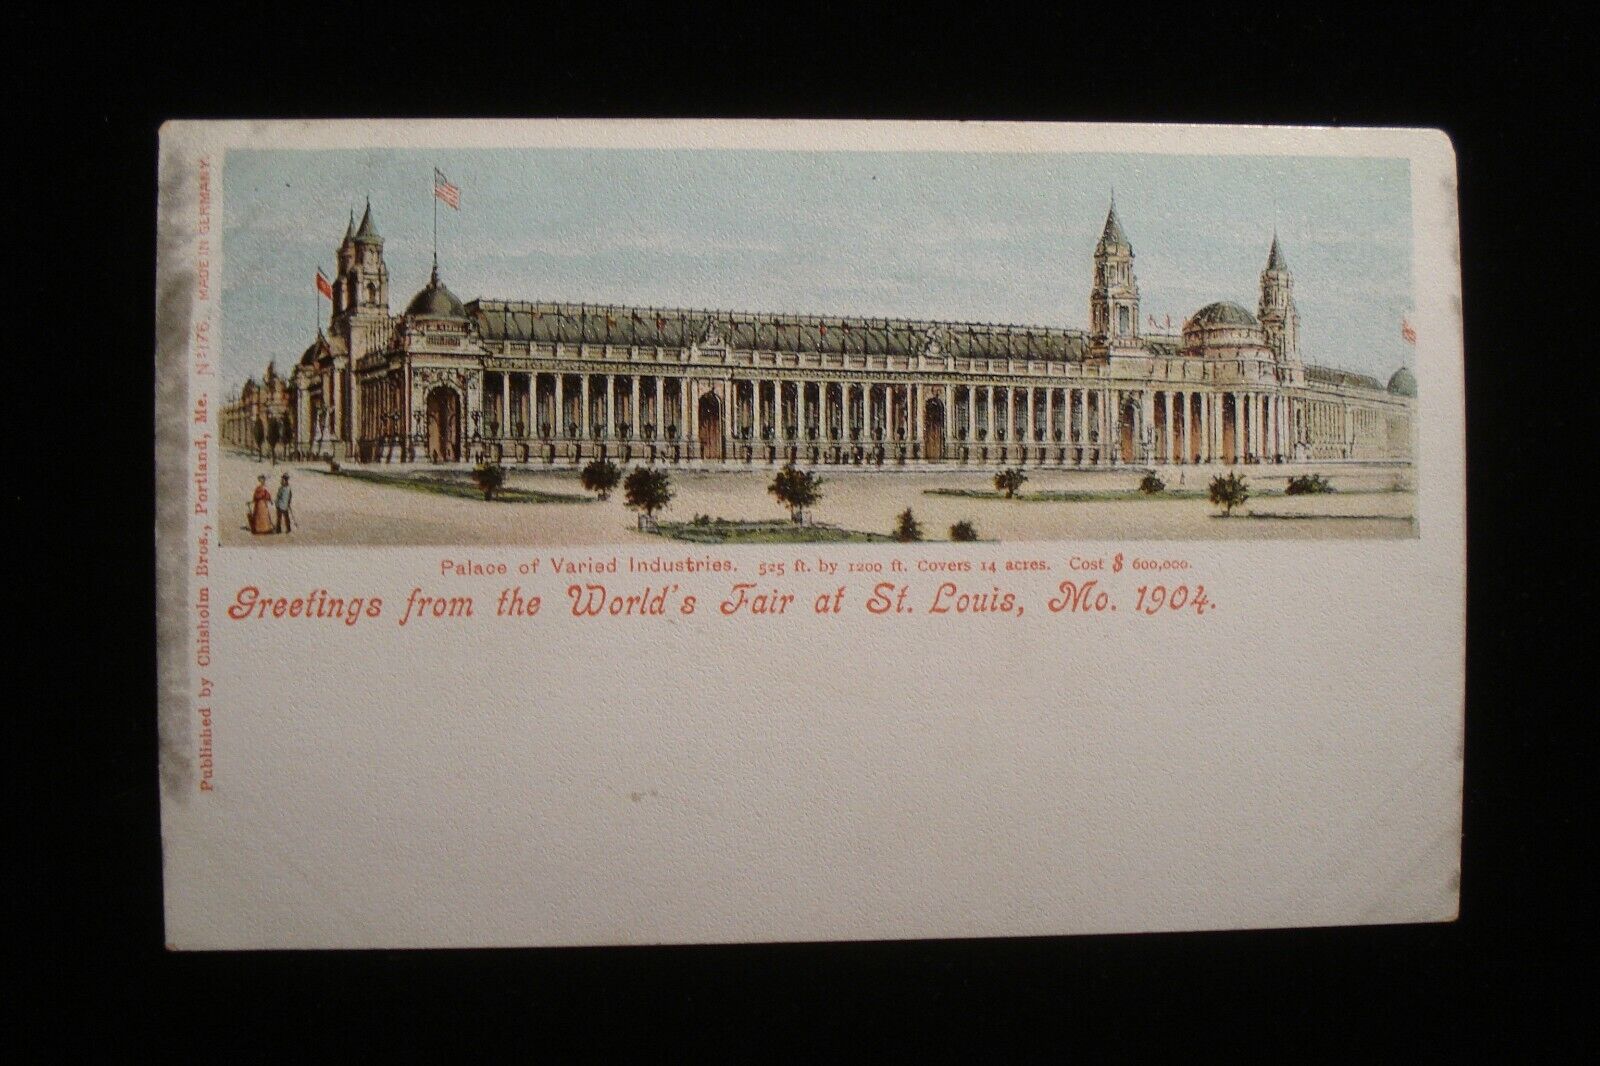 Palace of Varied Industries. 525 ft. by 1200 ft. Covers 14 acres. Cost $ 600,000.
Greetings from the World's Fair at St. Louis, Mo. 1904.
Published by Chisholm Bros., Portland, Me. Nº 176. MADE IN GERMANY.